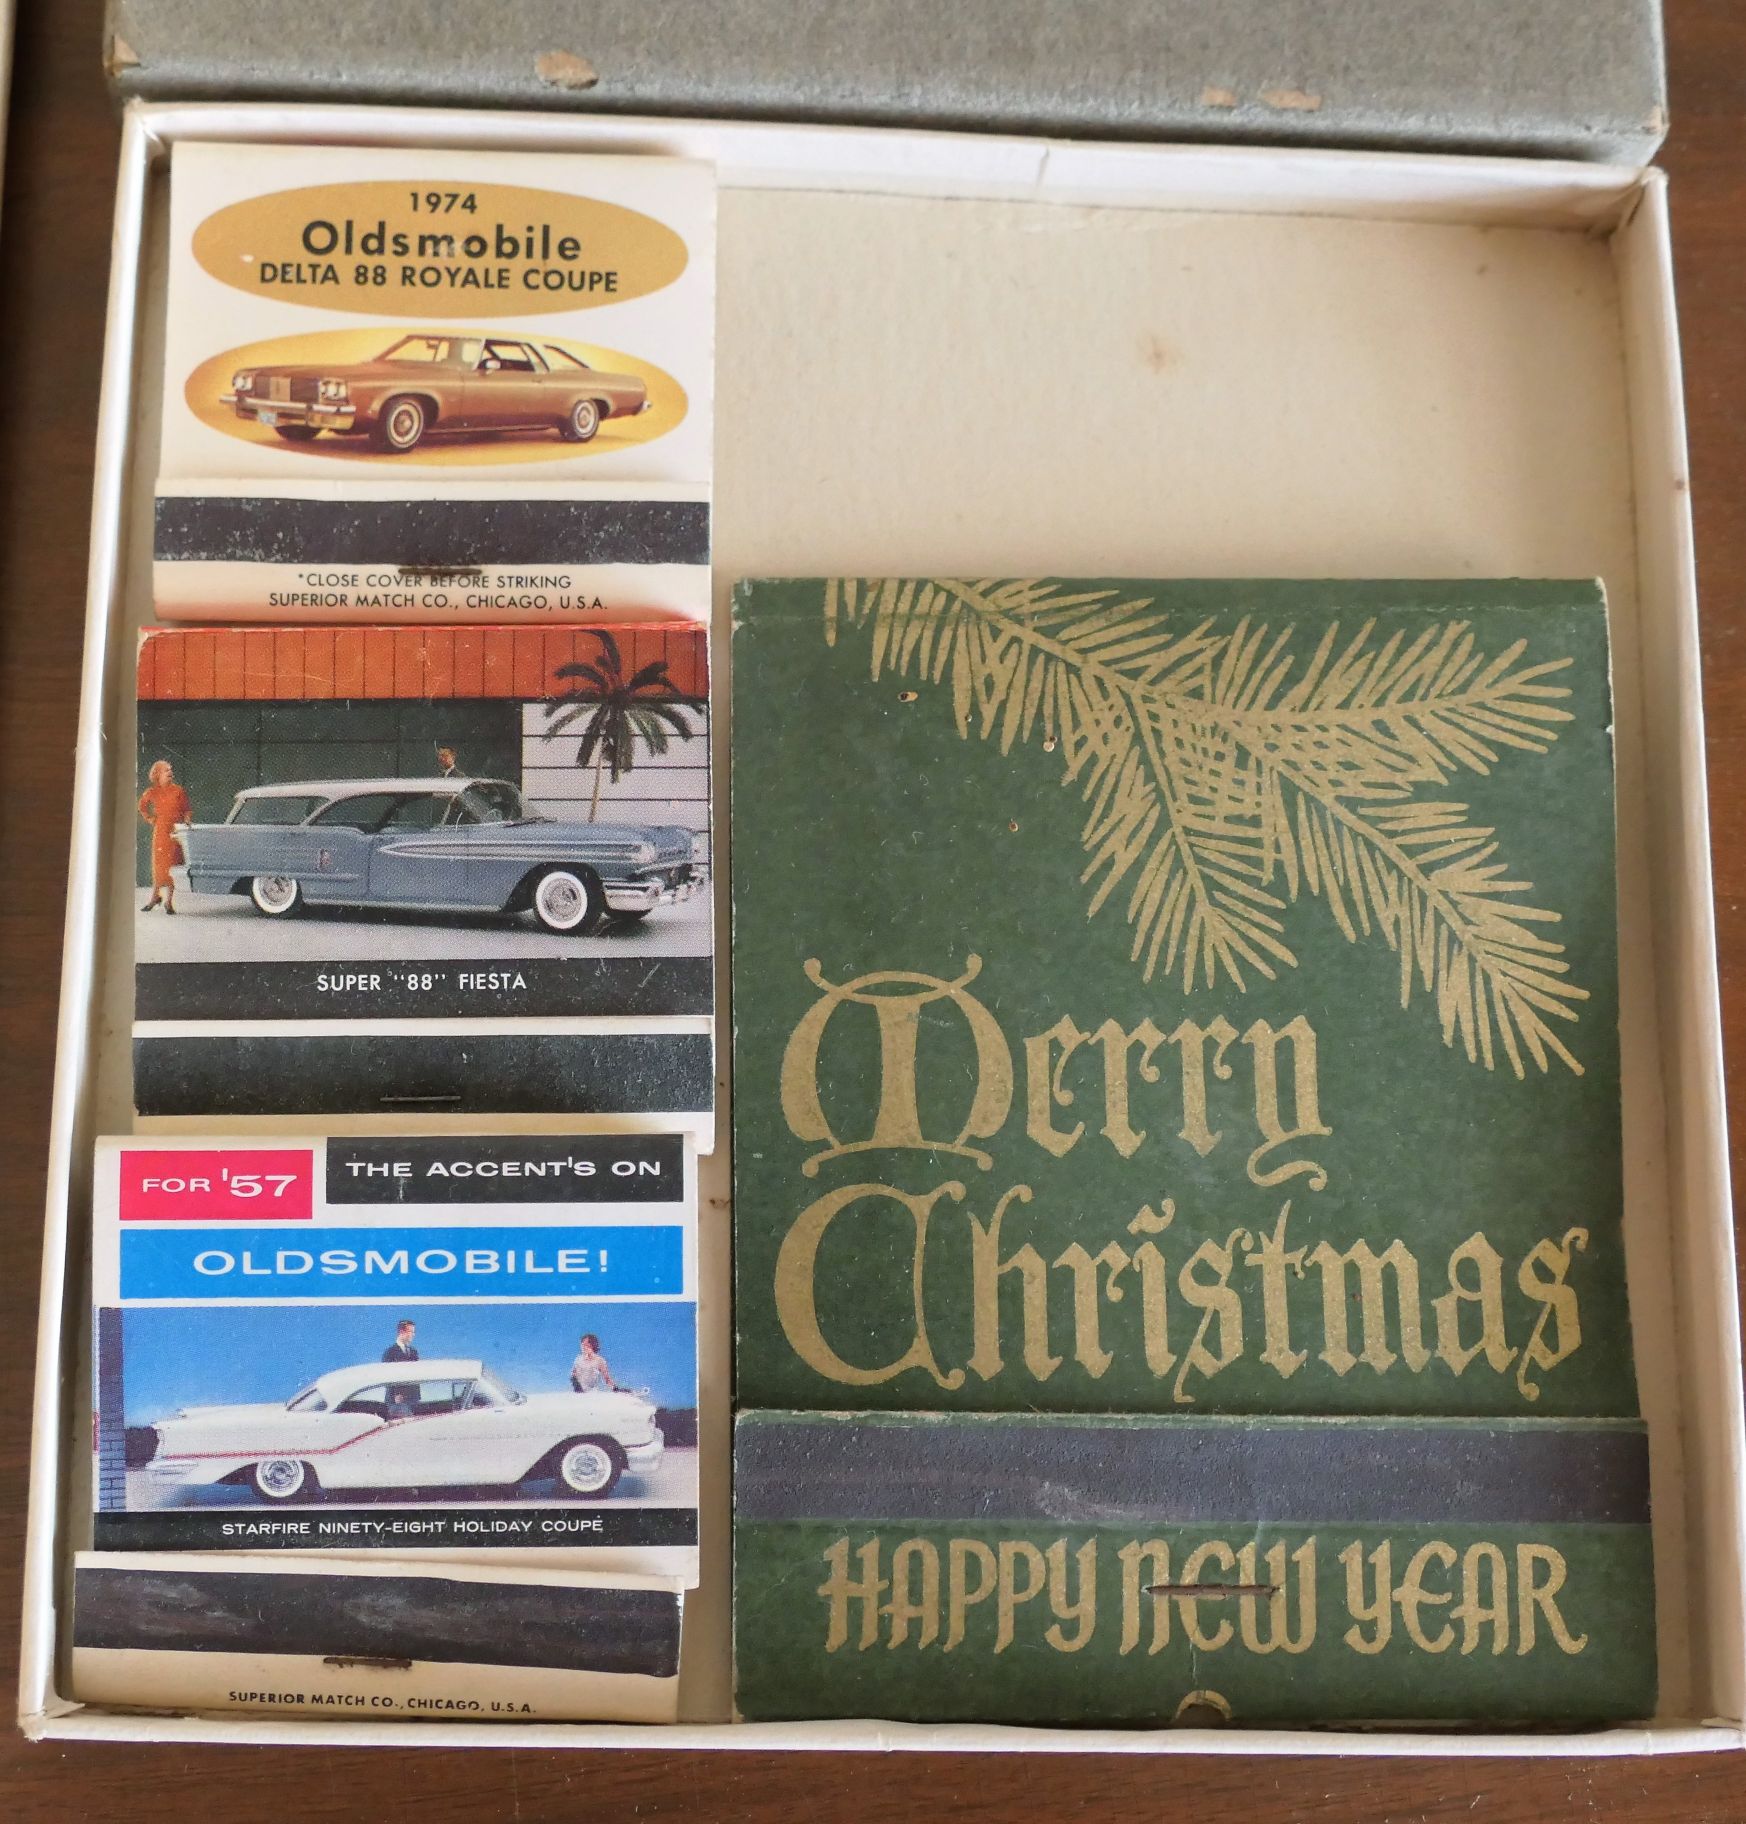 1974
Oldsmobile
DELTA 88 ROYALE COUPE
*CLOSE COVER BEFORE STRIKING
SUPERIOR MATCH CO., CHICAGO, U.S.A.
SUPER "88" FIESTA
FOR '57
THE ACCENT'S ON
OLDSMOBILE!
STARFIRE NINETY-EIGHT HOLIDAY COUPE
SUPERIOR MATCH CO., CHICAGO, U.S.A.
Merry
Christmas
HAPPY NEW YEAR